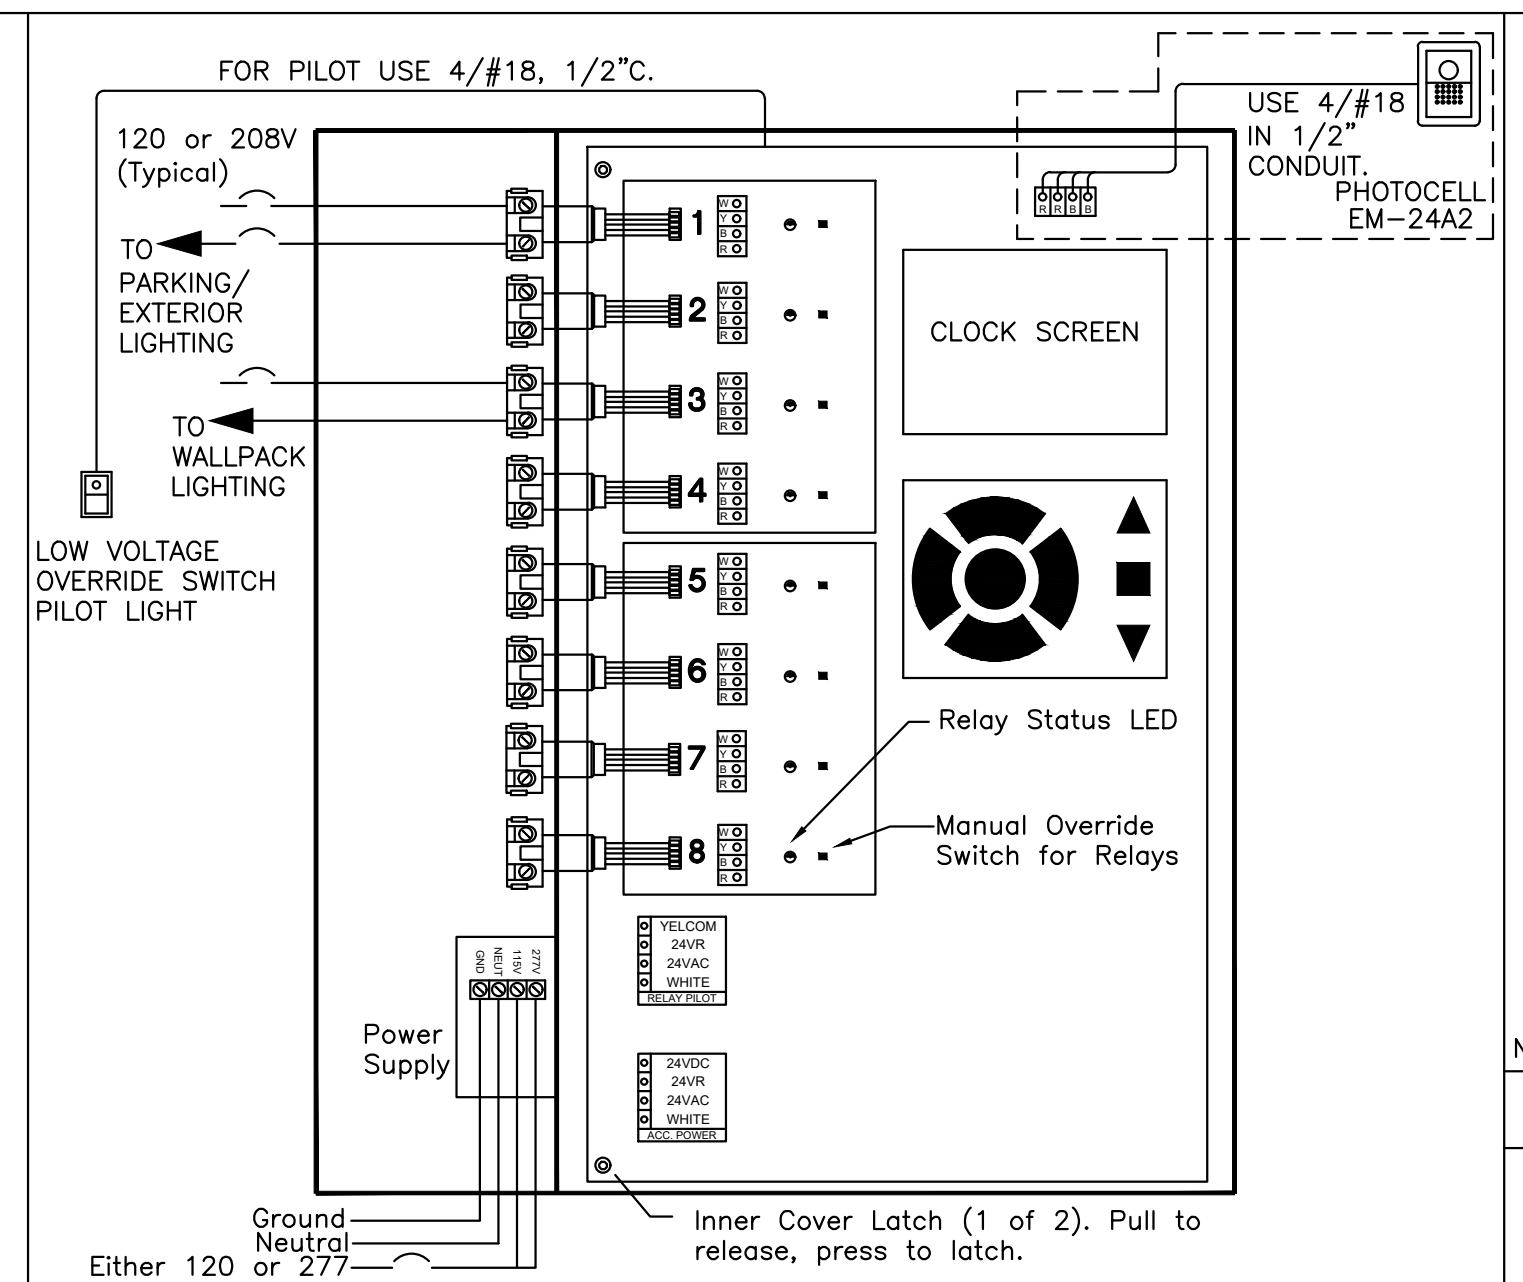 FOR PILOT USE 4/#18, 1/2"C.
120 or 208V
(Typical)
TO
PARKING/
EXTERIOR
LIGHTING
TO
WALLPACK
LIGHTING
LOW VOLTAGE
OVERRIDE SWITCH
PILOT LIGHT
USE 4/#18
IN 1/2"
CONDUIT.
PHOTOCELL
EM-24A2
R R B B
1
W
Y
B
R
2
W
Y
B
R
3
W
Y
B
R
4
W
Y
B
R
5
W
Y
B
R
6
W
Y
B
R
7
W
Y
B
R
8
W
Y
B
R
CLOCK SCREEN
Relay Status LED
Manual Override
Switch for Relays
YELCOM
24VR
24VAC
WHITE
RELAY PILOT
24VDC
24VR
24VAC
WHITE
ACC. POWER
GND
NEUT
115V
277V
Power
Supply
Ground
Neutral
Either 120 or 277
Inner Cover Latch (1 of 2). Pull to
release, press to latch.